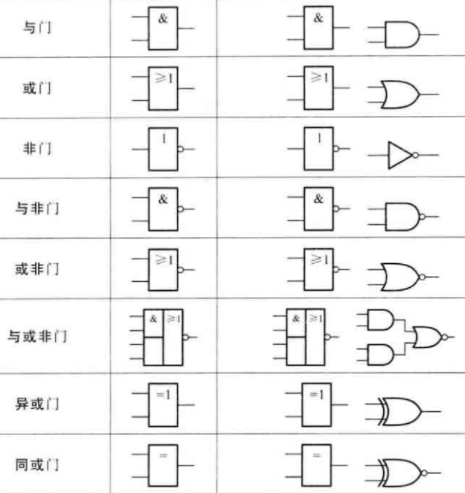 与门 & &
或门 ≥1 ≥1
非门 1 1
与非门 & &
或非门 ≥1 ≥1
与或非门 & ≥1 & ≥1
异或门 =1 =1
同或门 = =